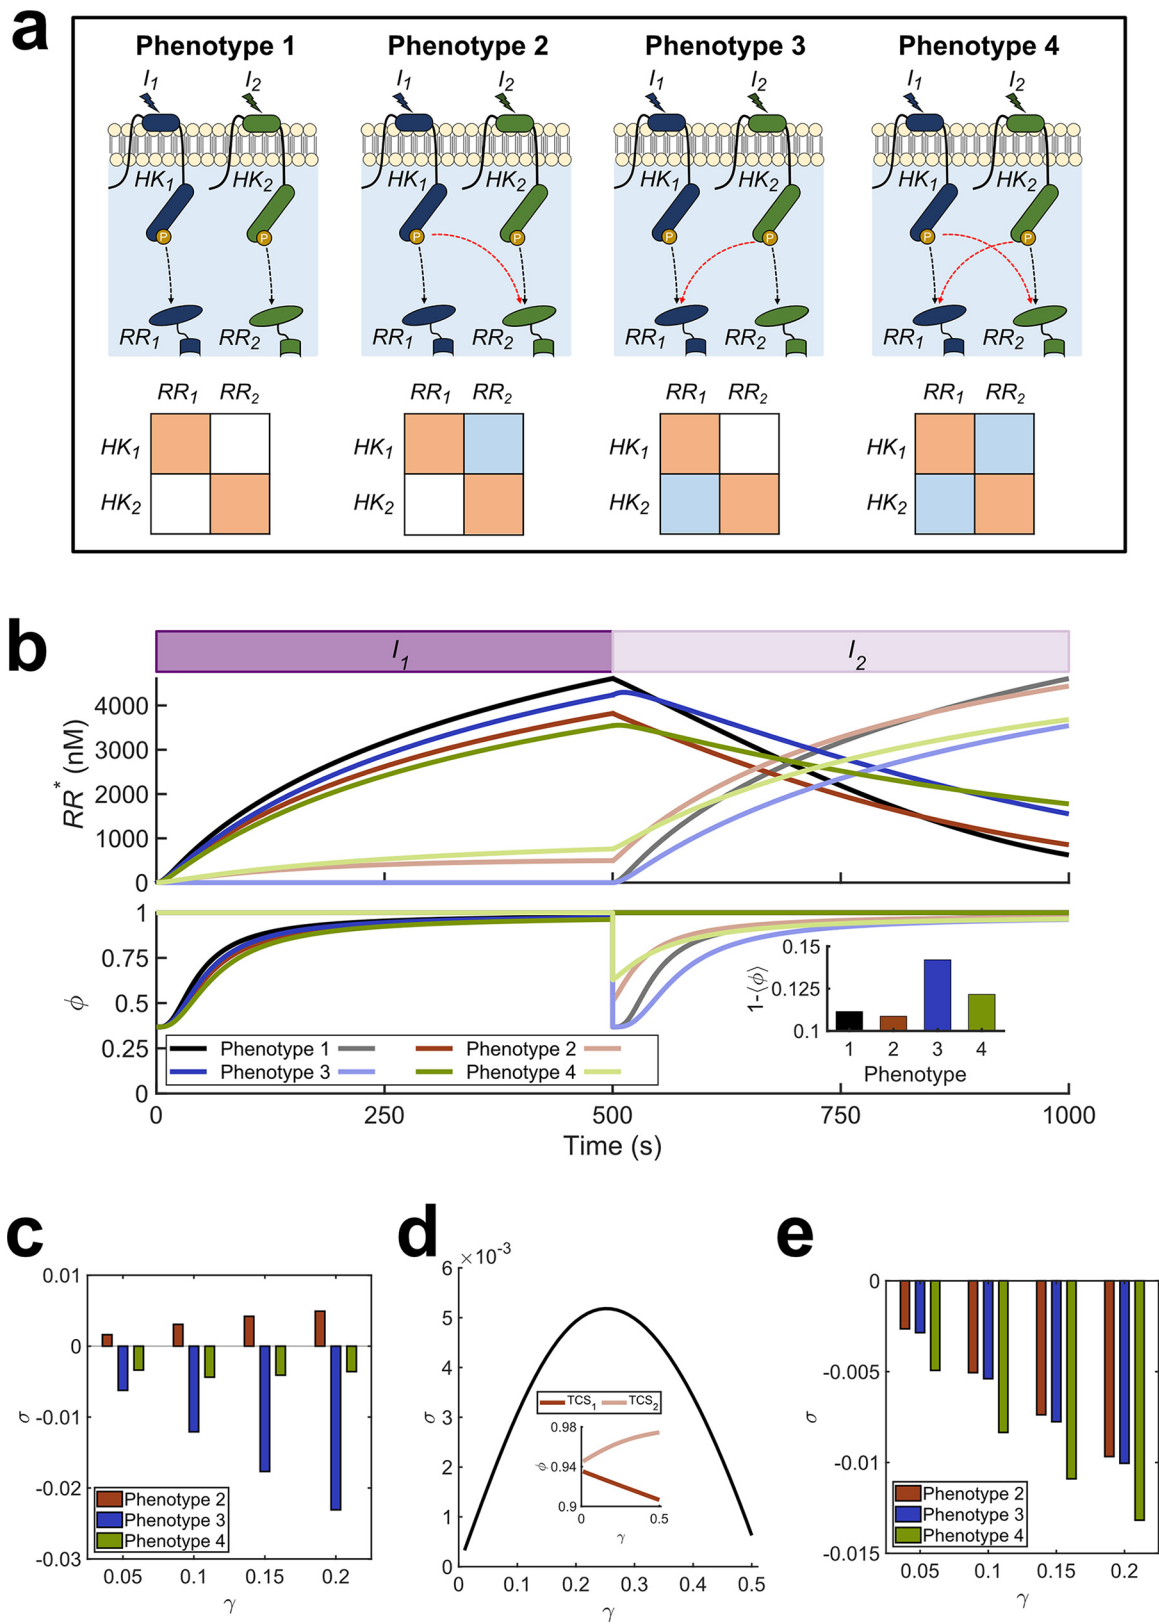 a
Phenotype 1 Phenotype 2 Phenotype 3 Phenotype 4
I1 I2 I1 I2 I1 I2 I1 I2
HK1 HK2 HK1 HK2 HK1 HK2 HK1 HK2
P P P P P P P P
RR1 RR2 RR1 RR2 RR1 RR2 RR1 RR2
RR1 RR2 RR1 RR2 RR1 RR2 RR1 RR2
HK1 HK1 HK1 HK1
HK2 HK2 HK2 HK2
b
I1 I2
RR* (nM)
4000
3000
2000
1000
0
ϕ
1
0.75
0.5
0.25
0
Phenotype 1 Phenotype 2
Phenotype 3 Phenotype 4
1-⟨ϕ⟩
0.15
0.125
0.1
1 2 3 4
Phenotype
0 250 500 750 1000
Time (s)
c
σ
0.01
0
-0.01
-0.02
-0.03
Phenotype 2
Phenotype 3
Phenotype 4
0.05 0.1 0.15 0.2
γ
d
×10-3
σ
6
5
4
3
2
1
0
TCS1 TCS2
ϕ
0.98
0.94
0.9
0 0.5
γ
0 0.1 0.2 0.3 0.4 0.5
γ
e
σ
0
-0.005
-0.01
-0.015
Phenotype 2
Phenotype 3
Phenotype 4
0.05 0.1 0.15 0.2
γ